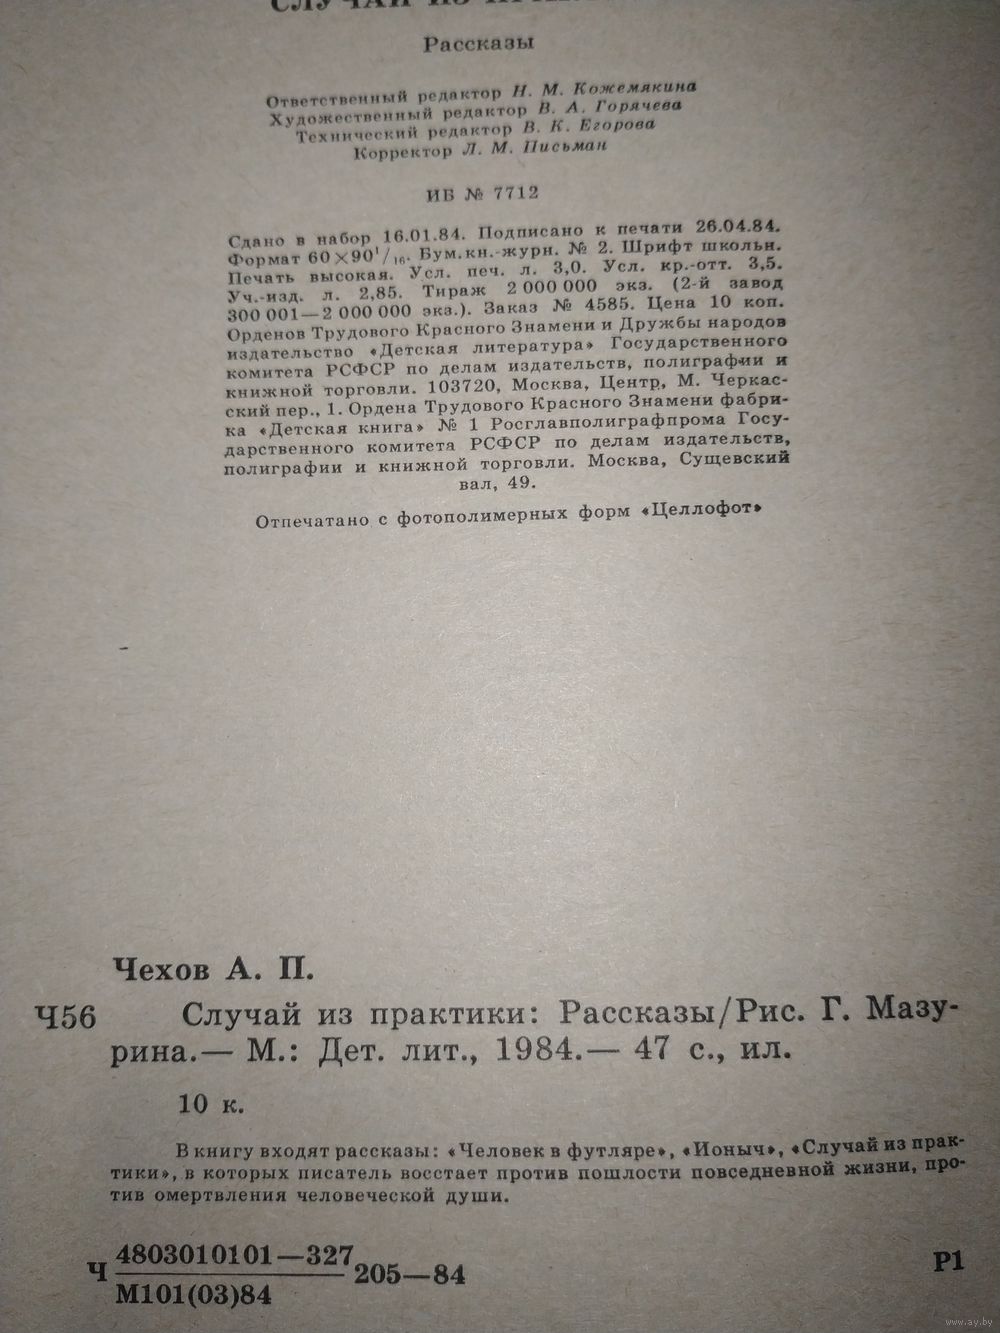 СЛУЧАЙ ИЗ
Рассказы
Ответственный редактор Н. М. Кожемякина
Художественный редактор В. А. Горячева
Технический редактор В. К. Егорова
Корректор Л. М. Письман
ИБ № 7712
Сдано в набор 16.01.84. Подписано к печати 26.04.84.
Формат 60×90¹/₁₆. Бум. кн.-журн. № 2. Шрифт школьн.
Печать высокая. Усл. печ. л. 3,0. Усл. кр.-отт. 3,5.
Уч.-изд. л. 2,85. Тираж 2 000 000 экз. (2-й завод
300 001—2 000 000 экз.). Заказ № 4585. Цена 10 коп.
Орденов Трудового Красного Знамени и Дружбы народов
издательство «Детская литература» Государственного
комитета РСФСР по делам издательств, полиграфии и
книжной торговли. 103720, Москва, Центр, М. Черкас-
ский пер., 1. Ордена Трудового Красного Знамени фабри-
ка «Детская книга» № 1 Росглавполиграфпрома Госу-
дарственного комитета РСФСР по делам издательств,
полиграфии и книжной торговли. Москва, Сущевский
вал, 49.
Отпечатано с фотополимерных форм «Целлофот»
Чехов А. П.
Ч56 Случай из практики: Рассказы/Рис. Г. Мазу-
рина.— М.: Дет. лит., 1984.— 47 с., ил.
10 к.
В книгу входят рассказы: «Человек в футляре», «Ионыч», «Случай из прак-
тики», в которых писатель восстает против пошлости повседневной жизни, про-
тив омертвления человеческой души.
4803010101—327
Ч 205—84 Р1
М101(03)84
www.ay.by